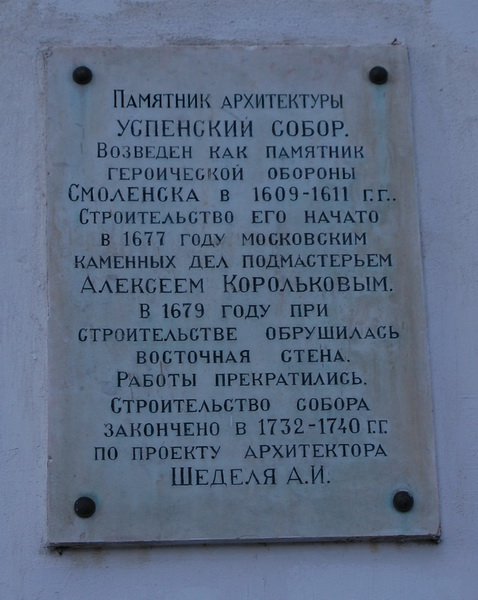 Памятник архитектуры
Успенский собор.
Возведен как памятник
героической обороны
Смоленска в 1609-1611 г.г..
Строительство его начато
в 1677 году московским
каменных дел подмастерьем
Алексеем Корольковым.
В 1679 году при
строительстве обрушилась
восточная стена.
Работы прекратились.
Строительство собора
закончено в 1732-1740 г.г.
по проекту архитектора
Шеделя А.И.